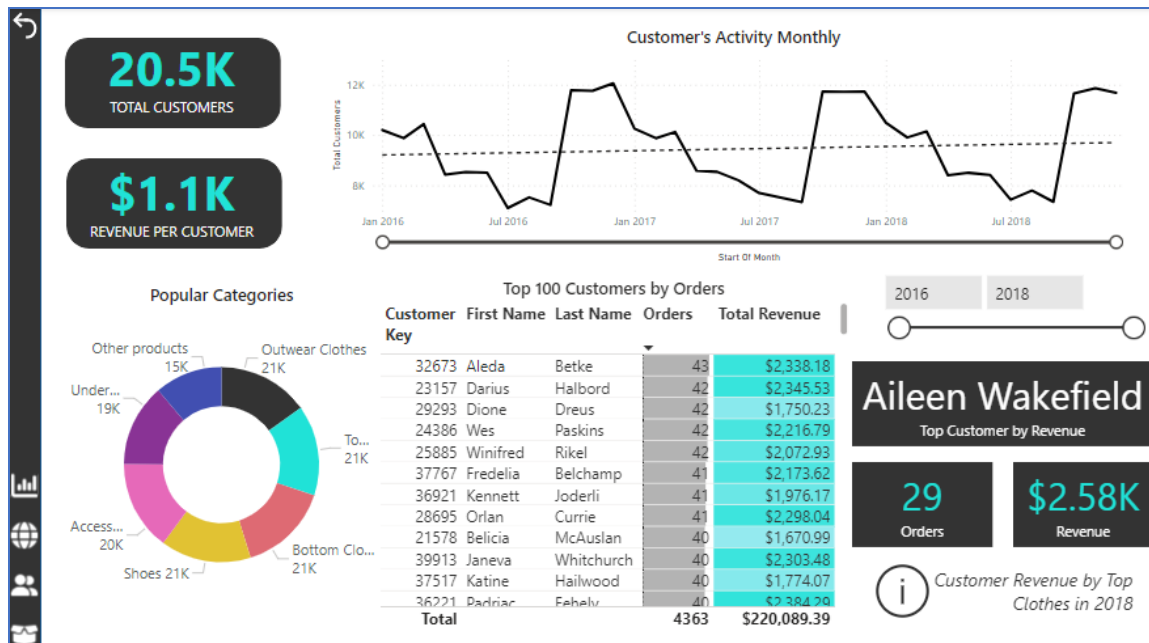 20.5K
TOTAL CUSTOMERS
$1.1K
REVENUE PER CUSTOMER
Customer's Activity Monthly
Total Customers
12K
10K
8K
Jan 2016 Jul 2016 Jan 2017 Jul 2017 Jan 2018 Jul 2018
Start Of Month
Popular Categories
Other products
15K
Outwear Clothes
21K
Under...
19K
To...
21K
Access...
20K
Bottom Clo...
21K
Shoes 21K
Top 100 Customers by Orders
Customer Key First Name Last Name Orders Total Revenue
32673 Aleda Betke 43 $2,338.18
23157 Darius Halbord 42 $2,345.53
29293 Dione Dreus 42 $1,750.23
24386 Wes Paskins 42 $2,216.79
25885 Winifred Rikel 42 $2,072.93
37767 Fredelia Belchamp 41 $2,173.62
36921 Kennett Joderli 41 $1,976.17
28695 Orlan Currie 41 $2,298.04
21578 Belicia McAuslan 40 $1,670.99
39913 Janeva Whitchurch 40 $2,303.48
37517 Katine Hailwood 40 $1,774.07
36221 Padriac Fehely 40 $2,384.29
Total 4363 $220,089.39
2016 2018
Aileen Wakefield
Top Customer by Revenue
29
Orders
$2.58K
Revenue
i
Customer Revenue by Top
Clothes in 2018